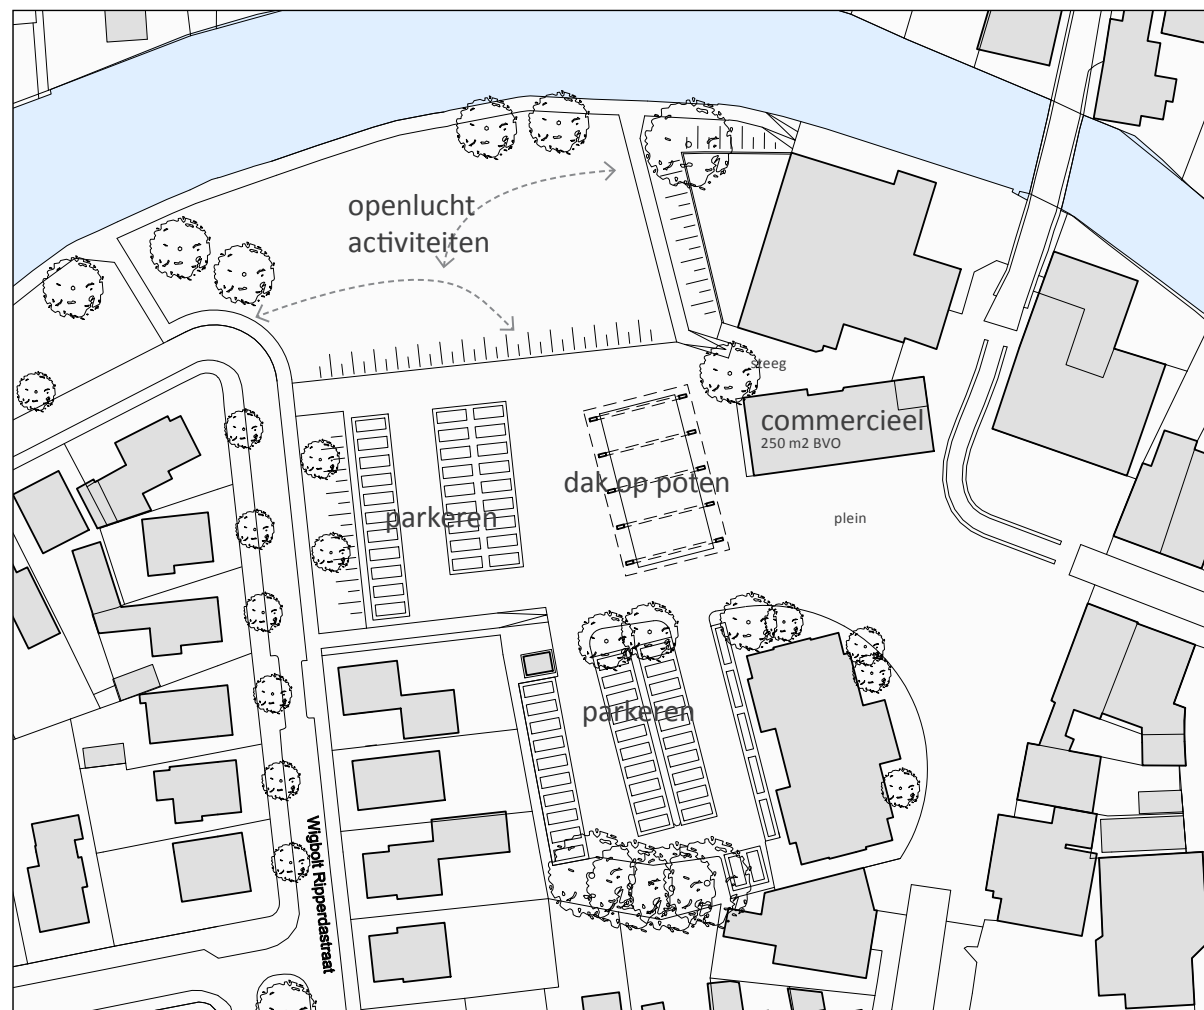 openlucht
activiteiten
steeg
commercieel
250 m2 BVO
dak op poten
parkeren
plein
parkeren
Wigbolt Ripperdastraat